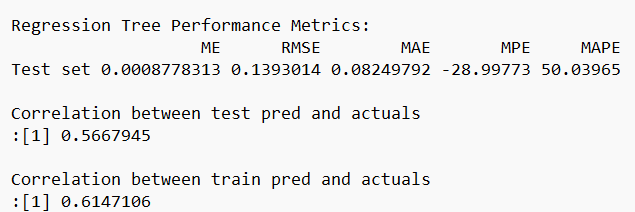 Regression Tree Performance Metrics:
ME RMSE MAE MPE MAPE
Test set 0.0008778313 0.1393014 0.08249792 -28.99773 50.03965
Correlation between test pred and actuals
:[1] 0.5667945
Correlation between train pred and actuals
:[1] 0.6147106